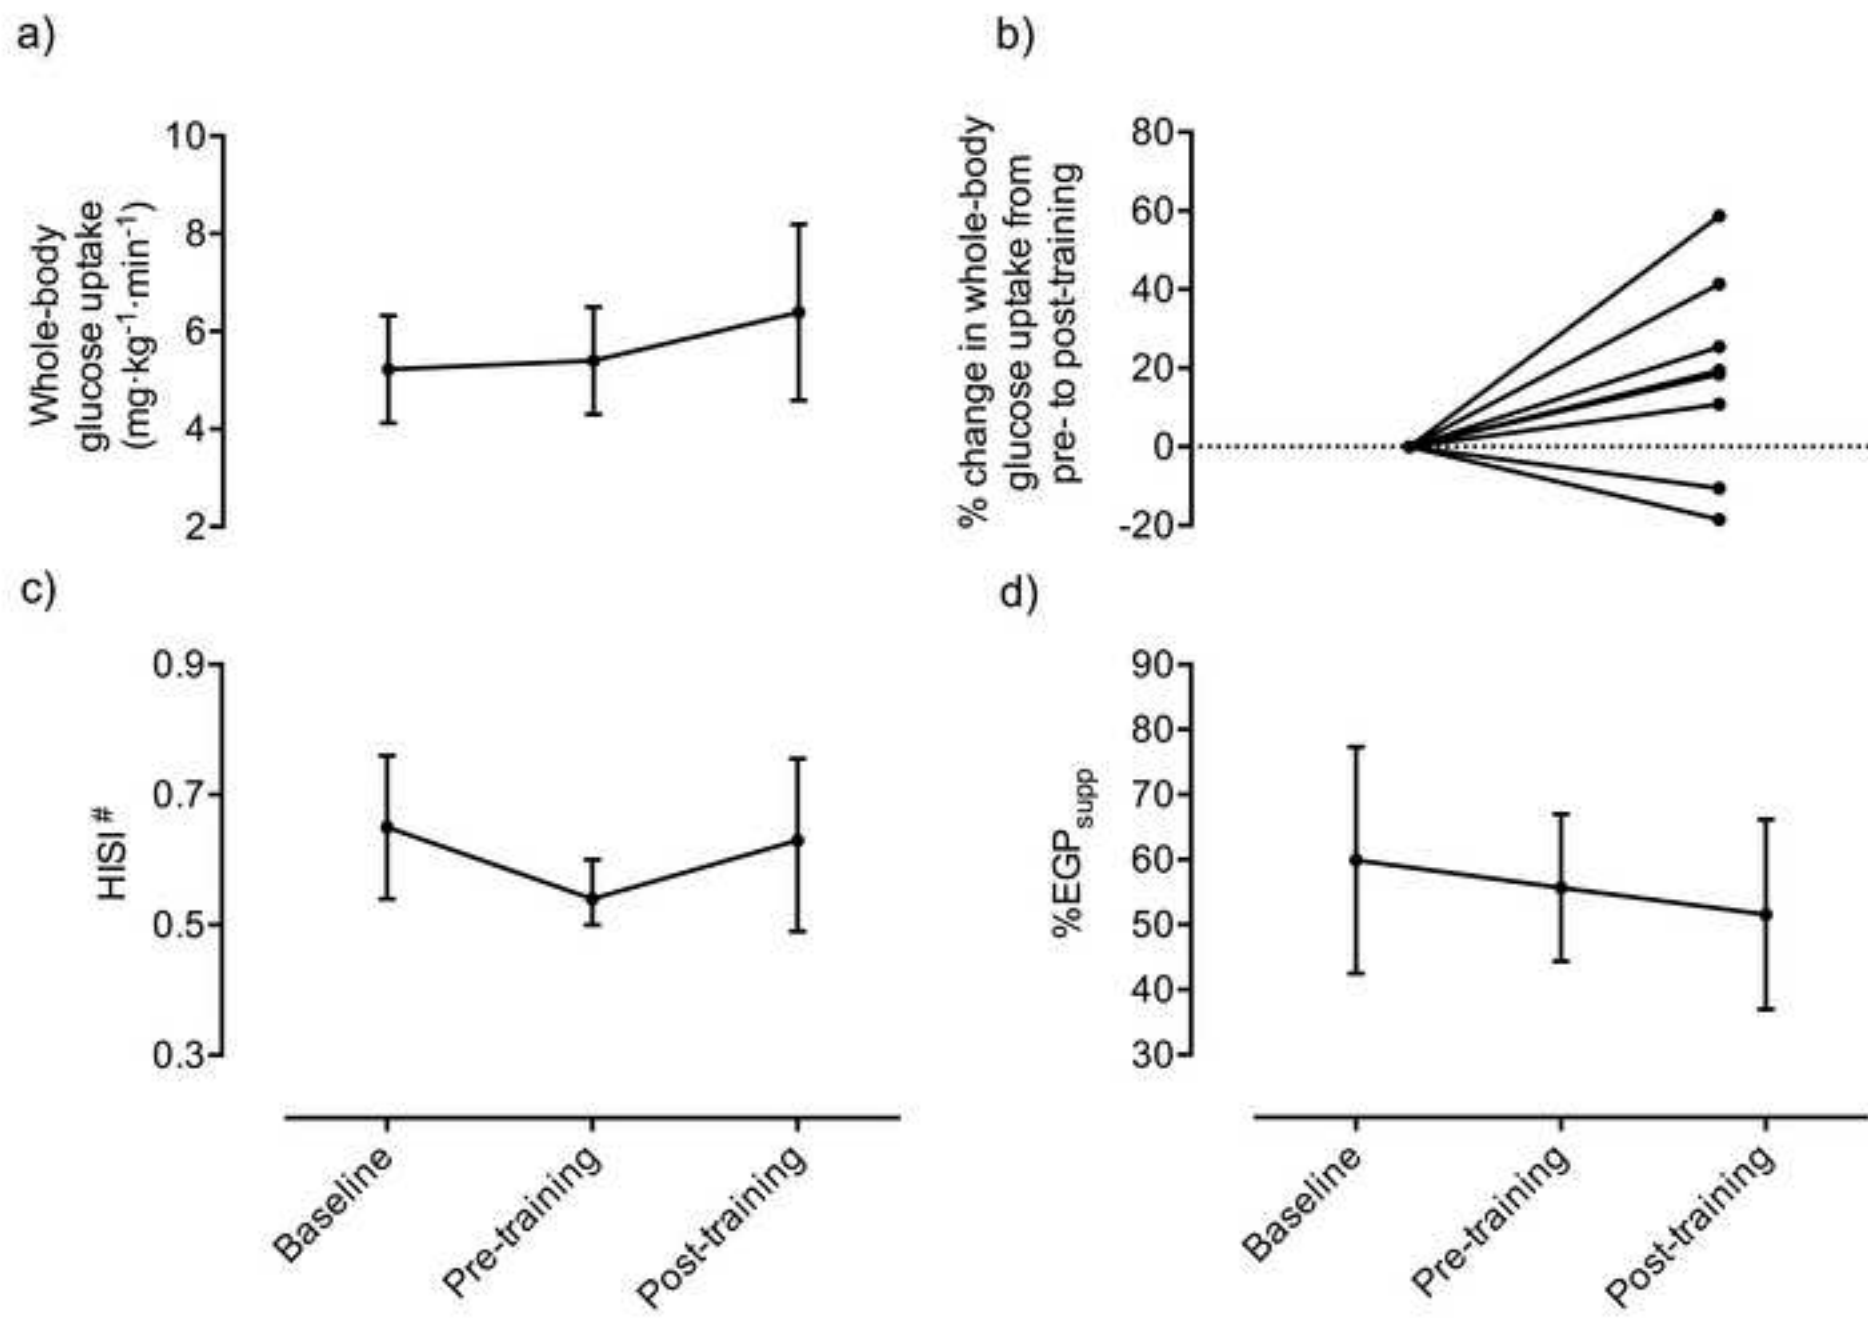 a)
10
8
6
4
2
Whole-body
glucose uptake
(mg·kg⁻¹·min⁻¹)
b)
80
60
40
20
0
-20
% change in whole-body
glucose uptake from
pre- to post-training
c)
0.9
0.7
0.5
0.3
HISI#
Baseline
Pre-training
Post-training
d)
90
80
70
60
50
40
30
%EGPsupp
Baseline
Pre-training
Post-training